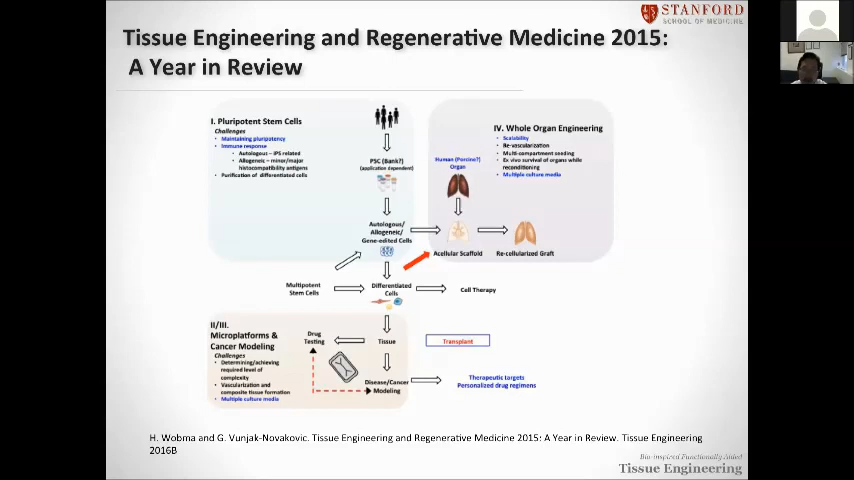 STANFORD
SCHOOL OF MEDICINE
Tissue Engineering and Regenerative Medicine 2015:
A Year in Review
I. Pluripotent Stem Cells
Challenges
• Maintaining pluripotency
• Immune response
• Autologous – iPS related
• Allogeneic – minor/major
histocompatibility antigens
• Purification of differentiated cells
PSC (Bank?)
(application dependent)
Autologous/
Allogeneic/
Gene-edited Cells
IV. Whole Organ Engineering
• Scalability
• Re-vascularization
• Multi-compartment seeding
• Ex vivo survival of organs while
reconditioning
• Multiple culture media
Human (Porcine?)
Organ
Acellular Scaffold
Re-cellularized Graft
Multipotent
Stem Cells
Differentiated
Cells
Cell Therapy
II/III.
Microplatforms &
Cancer Modeling
Challenges
• Determining/achieving
required level of
complexity
• Vascularization and
composite tissue formation
• Multiple culture media
Drug
Testing
Tissue
Transplant
Disease/Cancer
Modeling
Therapeutic targets
Personalized drug regimens
H. Wobma and G. Vunjak-Novakovic. Tissue Engineering and Regenerative Medicine 2015: A Year in Review. Tissue Engineering
2016B
Bio-inspired Functionally Aided
Tissue Engineering